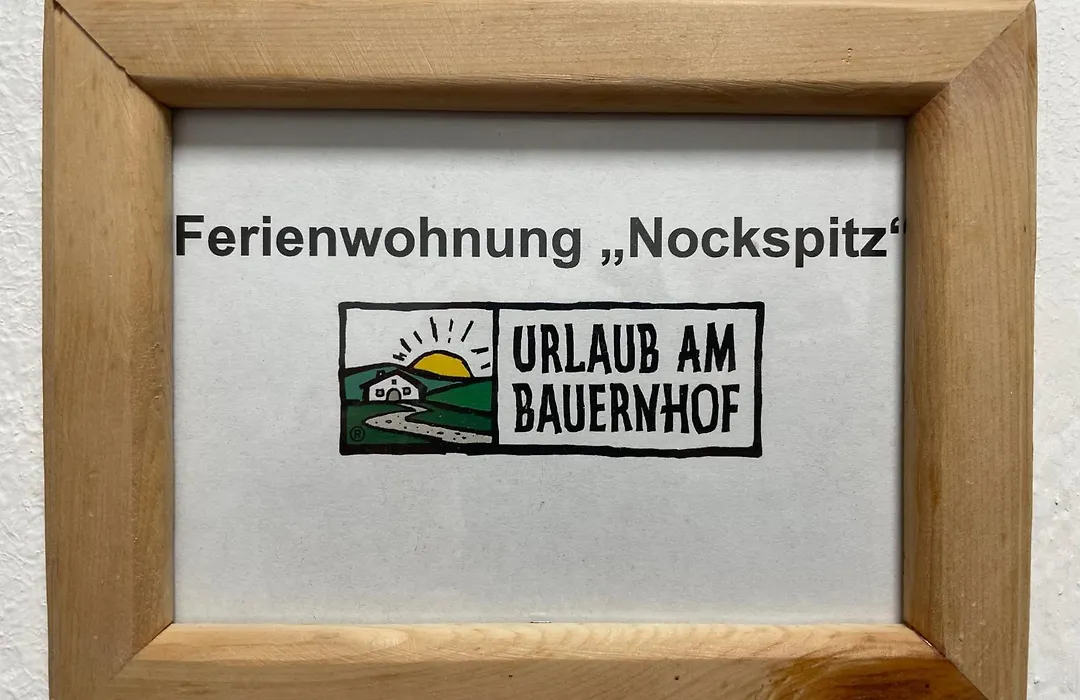 Ferienwohnung „Nockspitz“
URLAUB AM
BAUERNHOF
®